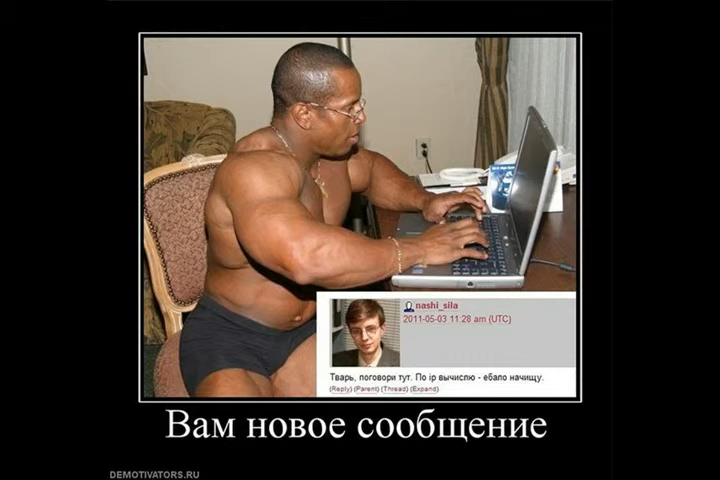 nashi_sila
2011-05-03 11:28 am (UTC)
Тварь, поговори тут. По ip вычислю - ебало начищу.
(Reply) (Parent) (Thread) (Expand)
Вам новое сообщение
DEMOTIVATORS.RU